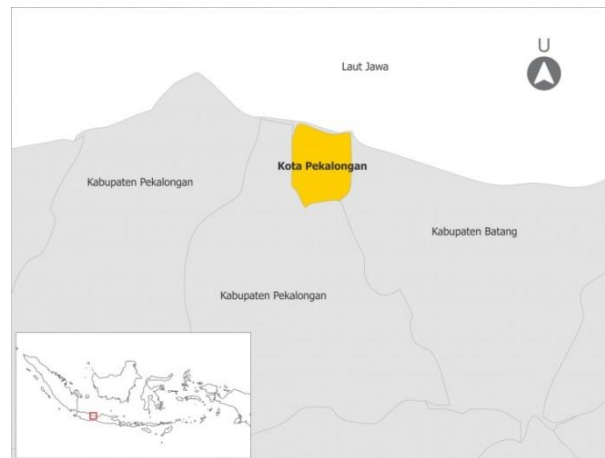 U
Laut Jawa
Kota Pekalongan
Kabupaten Pekalongan
Kabupaten Batang
Kabupaten Pekalongan